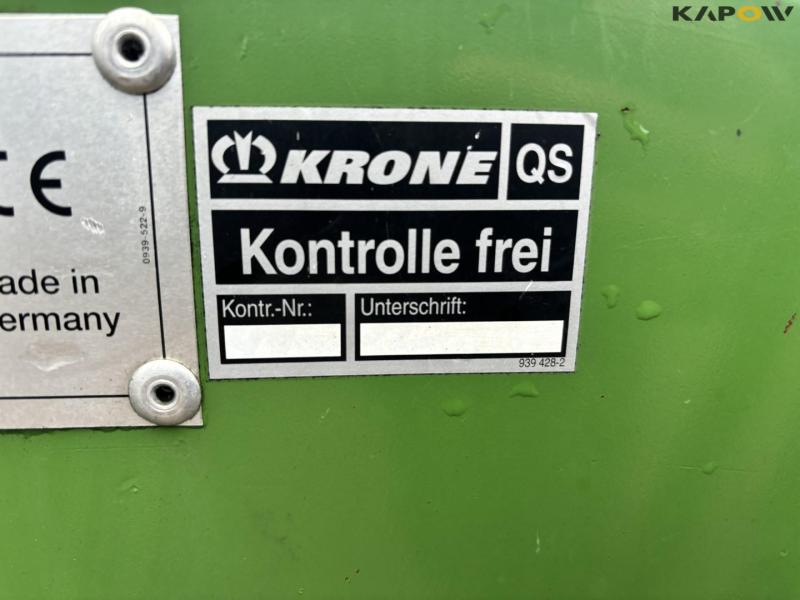 KAPOW
KRONE QS
Kontrolle frei
Kontr.-Nr.: Unterschrift:
939 428-2
CE
0939-522-9
ade in
ermany